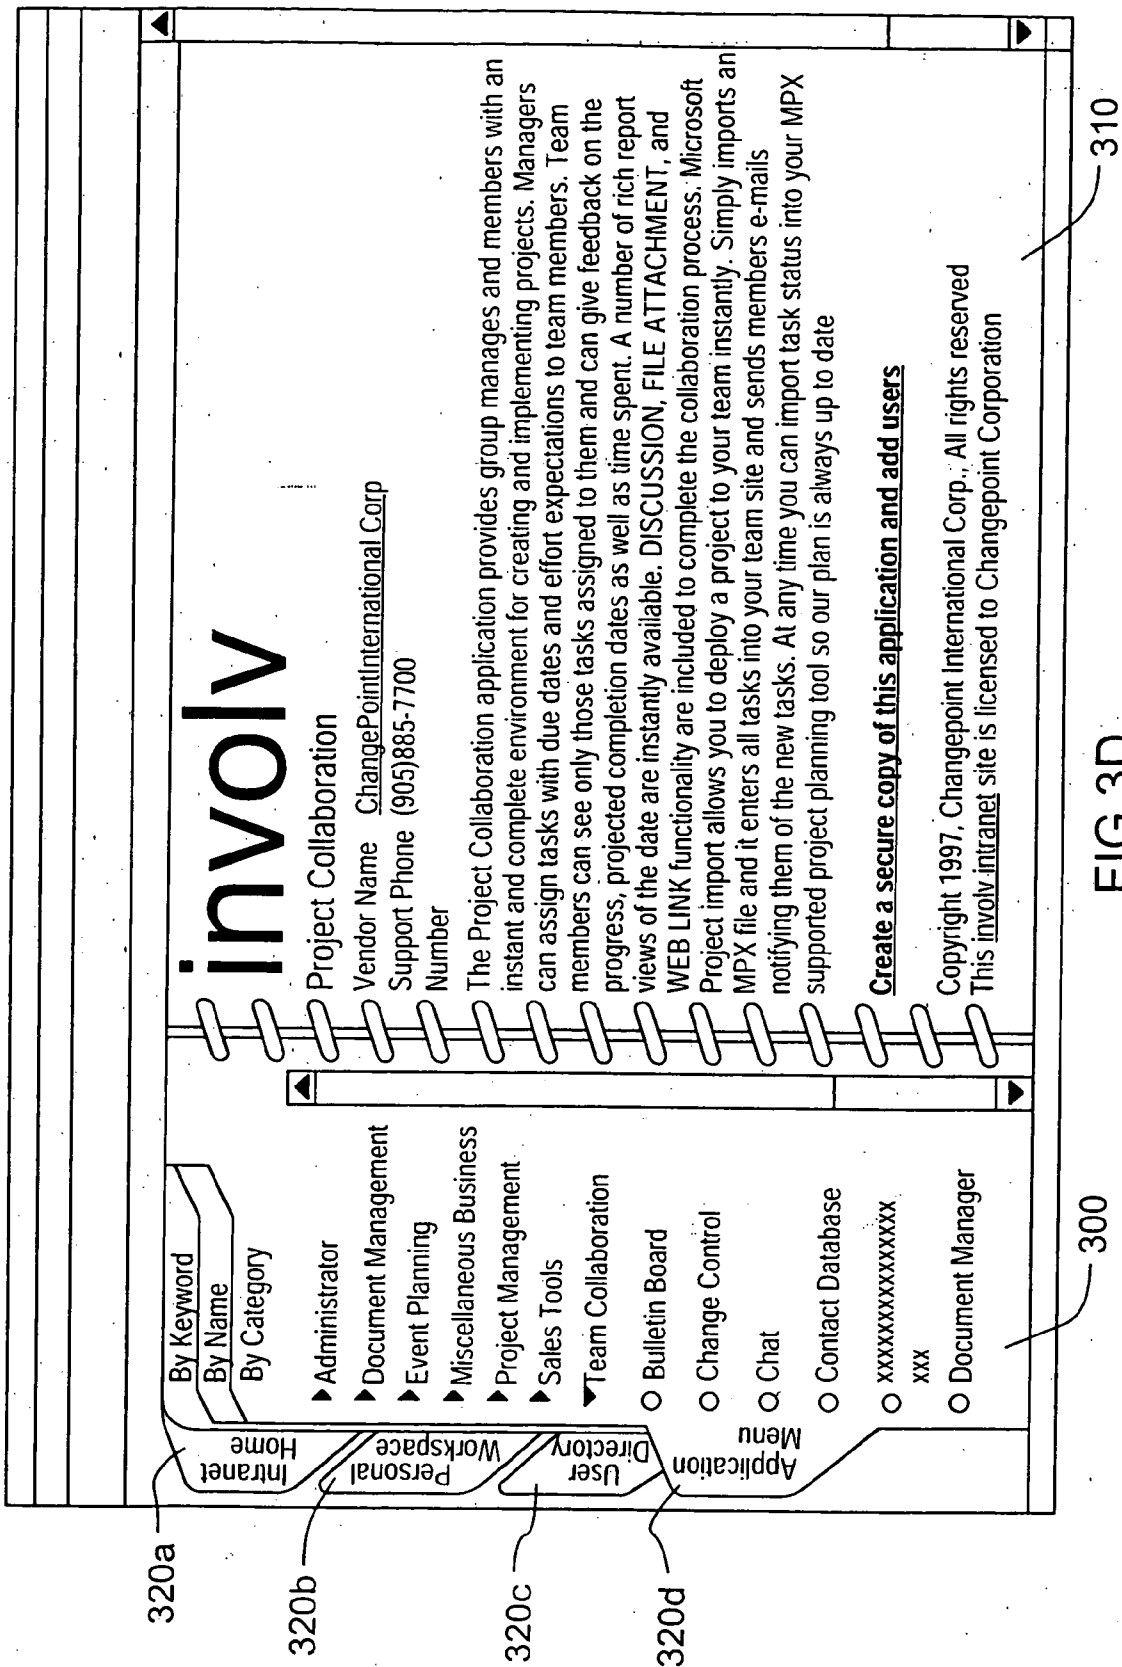 320a
320b
320c
320d
Intranet
Home
Personal
Workspace
User
Directory
Application
Menu
By Keyword
By Name
By Category
Administrator
Document Management
Event Planning
Miscellaneous Business
Project Management
Sales Tools
Team Collaboration
Bulletin Board
Change Control
Chat
Contact Database
xxxxxxxxxxxxxxxx
xxx
Document Manager
300
involv
Project Collaboration
Vendor Name ChangePointInternational Corp
Support Phone (905)885-7700
Number
The Project Collaboration application provides group manages and members with an
instant and complete environment for creating and implementing projects. Managers
can assign tasks with due dates and effort expectations to team members. Team
members can see only those tasks assigned to them and can give feedback on the
progress, projected completion dates as well as time spent. A number of rich report
views of the date are instantly available. DISCUSSION, FILE ATTACHMENT, and
WEB LINK functionality are included to complete the collaboration process. Microsoft
Project import allows you to deploy a project to your team instantly. Simply imports an
MPX file and it enters all tasks into your team site and sends members e-mails
notifying them of the new tasks. At any time you can import task status into your MPX
supported project planning tool so our plan is always up to date
Create a secure copy of this application and add users
Copyright 1997, Changepoint International Corp., All rights reserved
This involv intranet site is licensed to Changepoint Corporation
310
FIG.3D